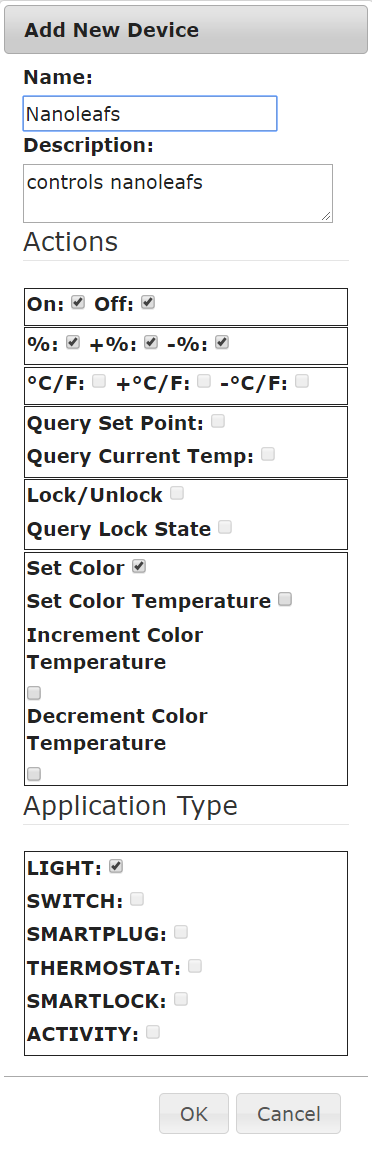 Add New Device
Name:
Nanoleafs
Description:
controls nanoleafs
Actions
On: Off:
%: +%: -%:
°C/F: +°C/F: -°C/F:
Query Set Point:
Query Current Temp:
Lock/Unlock
Query Lock State
Set Color
Set Color Temperature
Increment Color
Temperature
Decrement Color
Temperature
Application Type
LIGHT:
SWITCH:
SMARTPLUG:
THERMOSTAT:
SMARTLOCK:
ACTIVITY:
OK Cancel